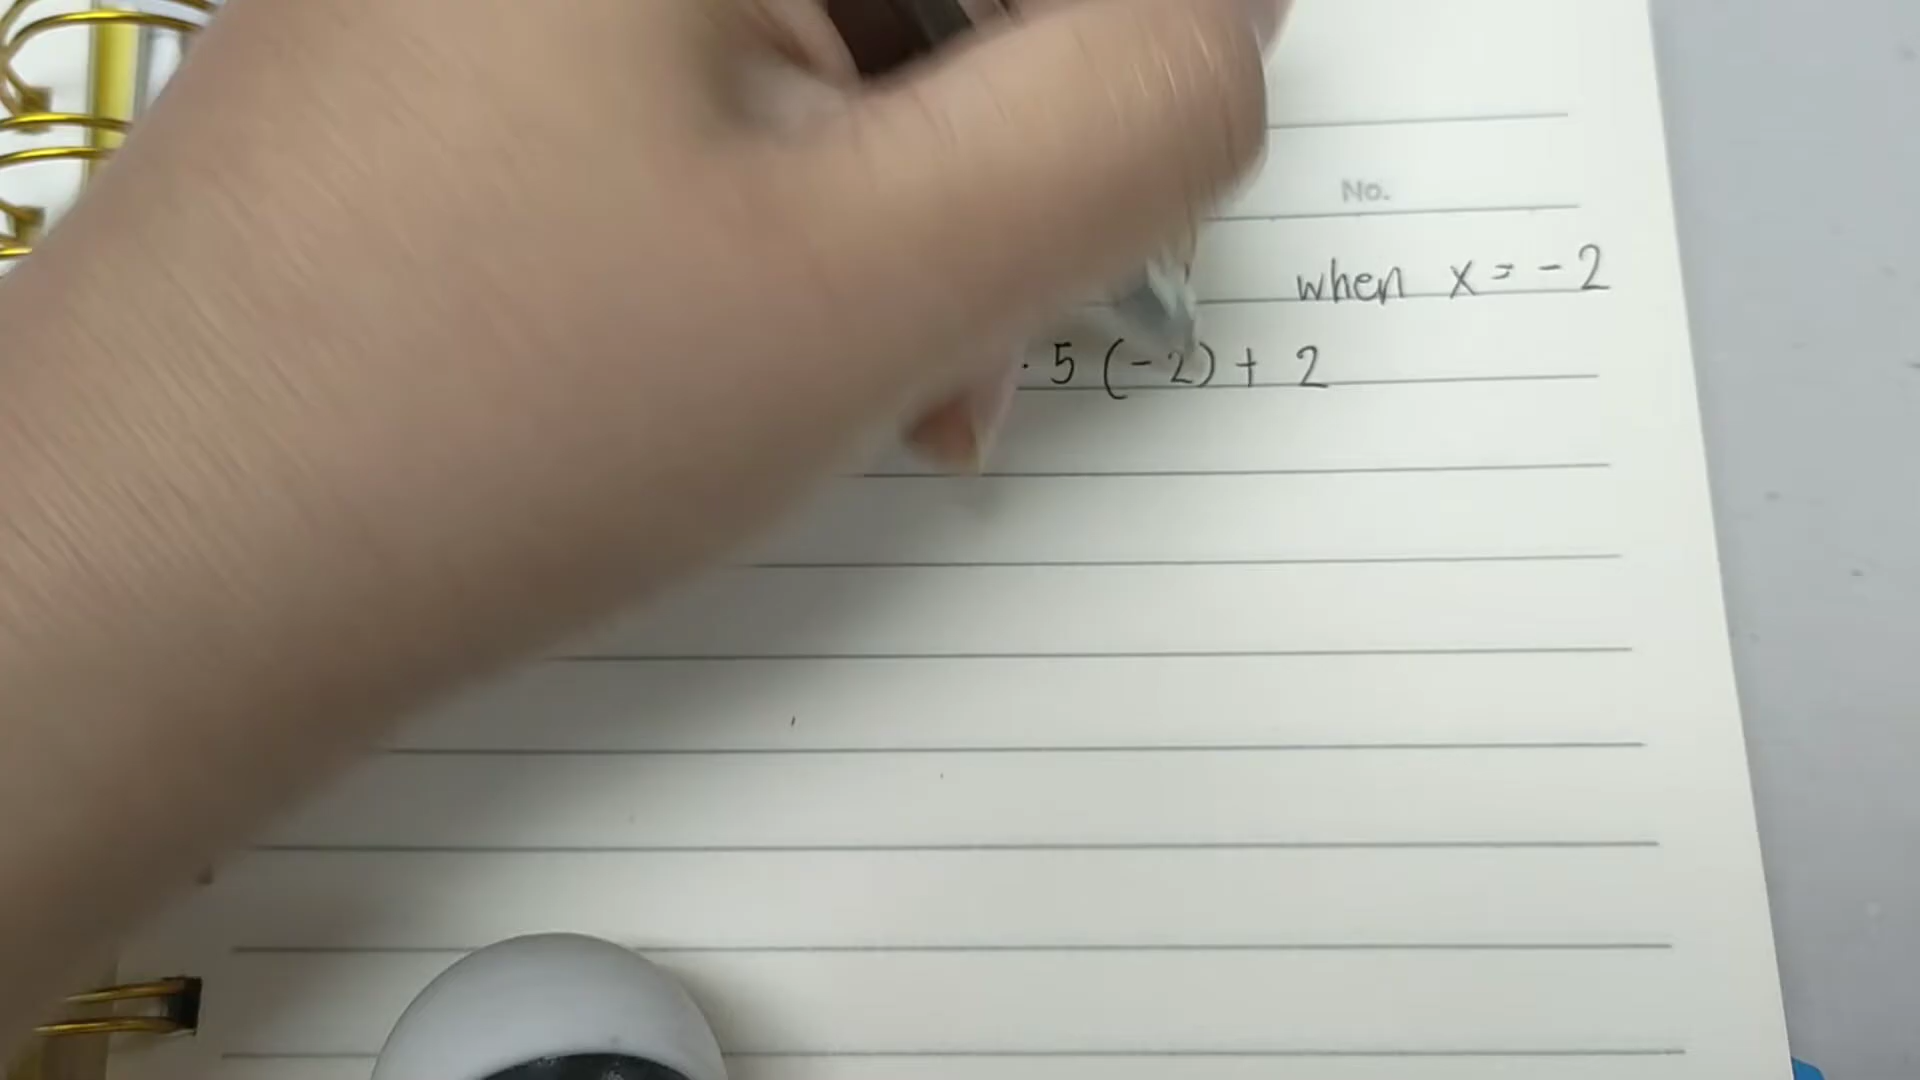 No.
when x = -2
5 (-2) + 2